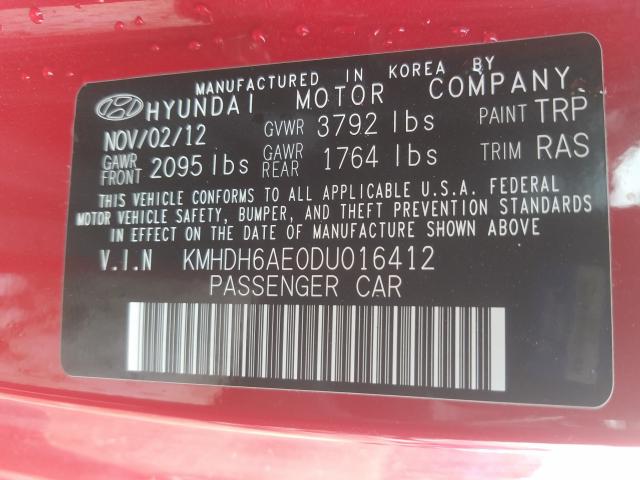 MANUFACTURED IN KOREA BY
HYUNDAI MOTOR COMPANY
NOV/02/12 GVWR 3792 lbs PAINT TRP
GAWR FRONT 2095 lbs GAWR REAR 1764 lbs TRIM RAS
THIS VEHICLE CONFORMS TO ALL APPLICABLE U.S.A. FEDERAL
MOTOR VEHICLE SAFETY, BUMPER, AND THEFT PREVENTION STANDARDS
IN EFFECT ON THE DATE OF MANUFACTURE SHOWN ABOVE
V.I.N KMHDH6AE0DU016412
PASSENGER CAR